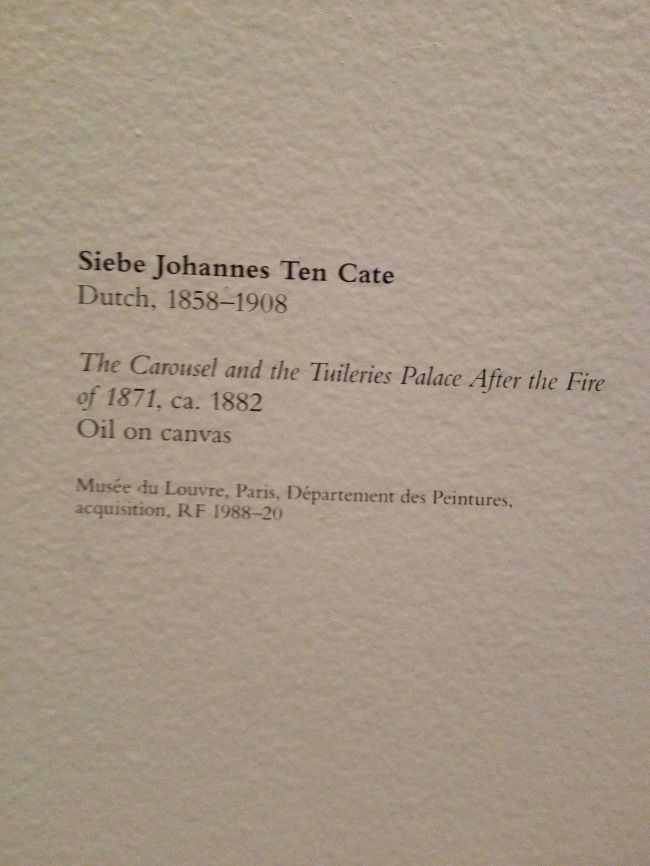 Siebe Johannes Ten Cate
Dutch, 1858–1908
The Carousel and the Tuileries Palace After the Fire
of 1871, ca. 1882
Oil on canvas
Musée du Louvre, Paris, Département des Peintures,
acquisition, RF 1988–20